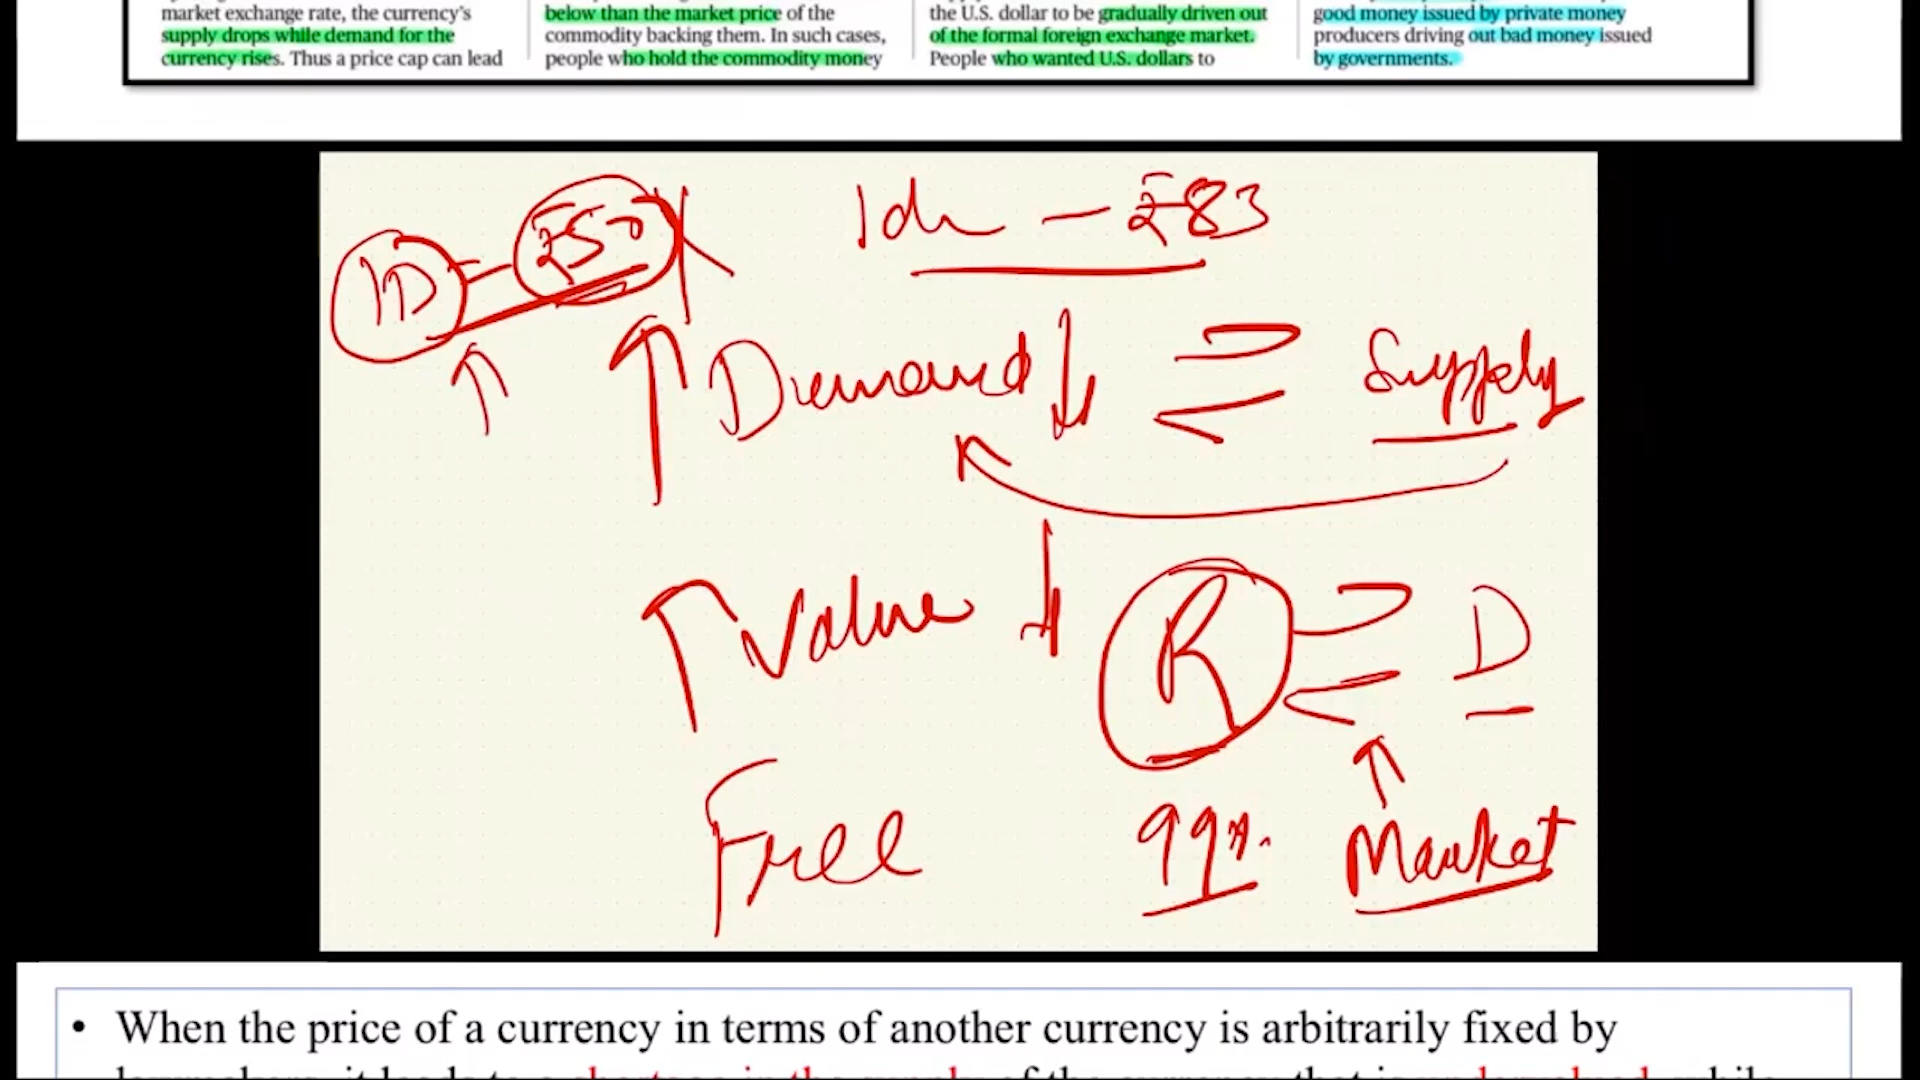 market exchange rate, the currency's
supply drops while demand for the
currency rises. Thus a price cap can lead
below than the market price of the
commodity backing them. In such cases,
people who hold the commodity money
the U.S. dollar to be gradually driven out
of the formal foreign exchange market.
People who wanted U.S. dollars to
good money issued by private money
producers driving out bad money issued
by governments.
1D = ₹50
- ₹83
Demand Supply
Value R D
Free 99%. Market
• When the price of a currency in terms of another currency is arbitrarily fixed by